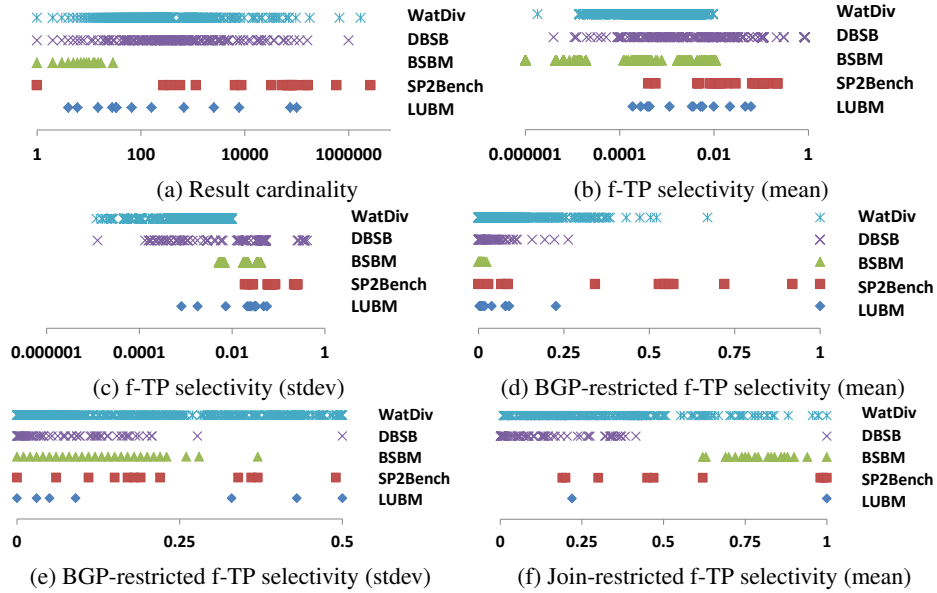 WatDiv
DBSB
BSBM
SP2Bench
LUBM
1 100 10000 1000000
(a) Result cardinality
WatDiv
DBSB
BSBM
SP2Bench
LUBM
0.000001 0.0001 0.01 1
(b) f-TP selectivity (mean)
WatDiv
DBSB
BSBM
SP2Bench
LUBM
0.000001 0.0001 0.01 1
(c) f-TP selectivity (stdev)
WatDiv
DBSB
BSBM
SP2Bench
LUBM
0 0.25 0.5 0.75 1
(d) BGP-restricted f-TP selectivity (mean)
WatDiv
DBSB
BSBM
SP2Bench
LUBM
0 0.25 0.5
(e) BGP-restricted f-TP selectivity (stdev)
WatDiv
DBSB
BSBM
SP2Bench
LUBM
0 0.25 0.5 0.75 1
(f) Join-restricted f-TP selectivity (mean)